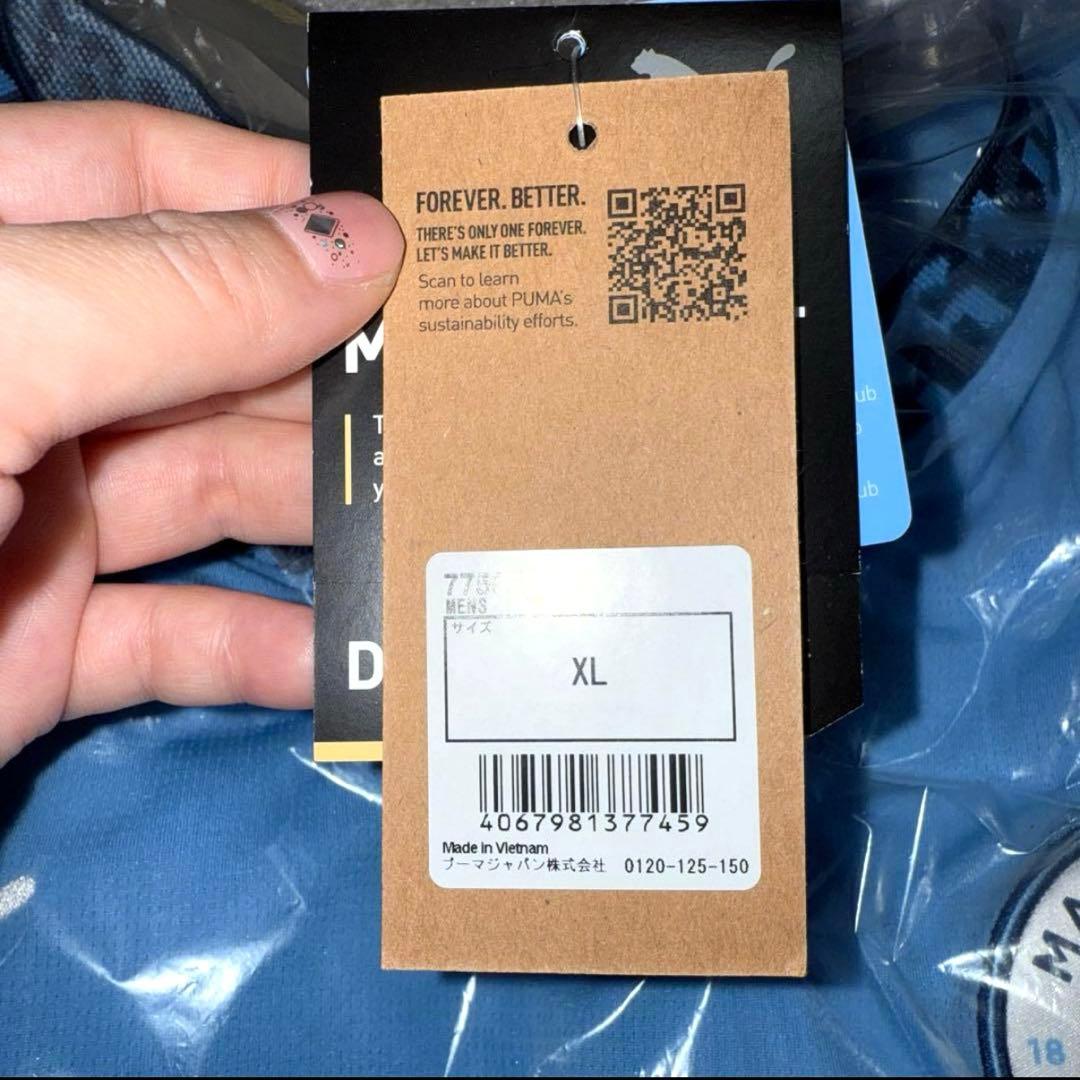 FOREVER. BETTER.
THERE'S ONLY ONE FOREVER.
LET'S MAKE IT BETTER.
Scan to learn
more about PUMA's
sustainability efforts.
MENS
サイズ
XL
4067981377459
Made in Vietnam
プーマジャパン株式会社 0120-125-150
18